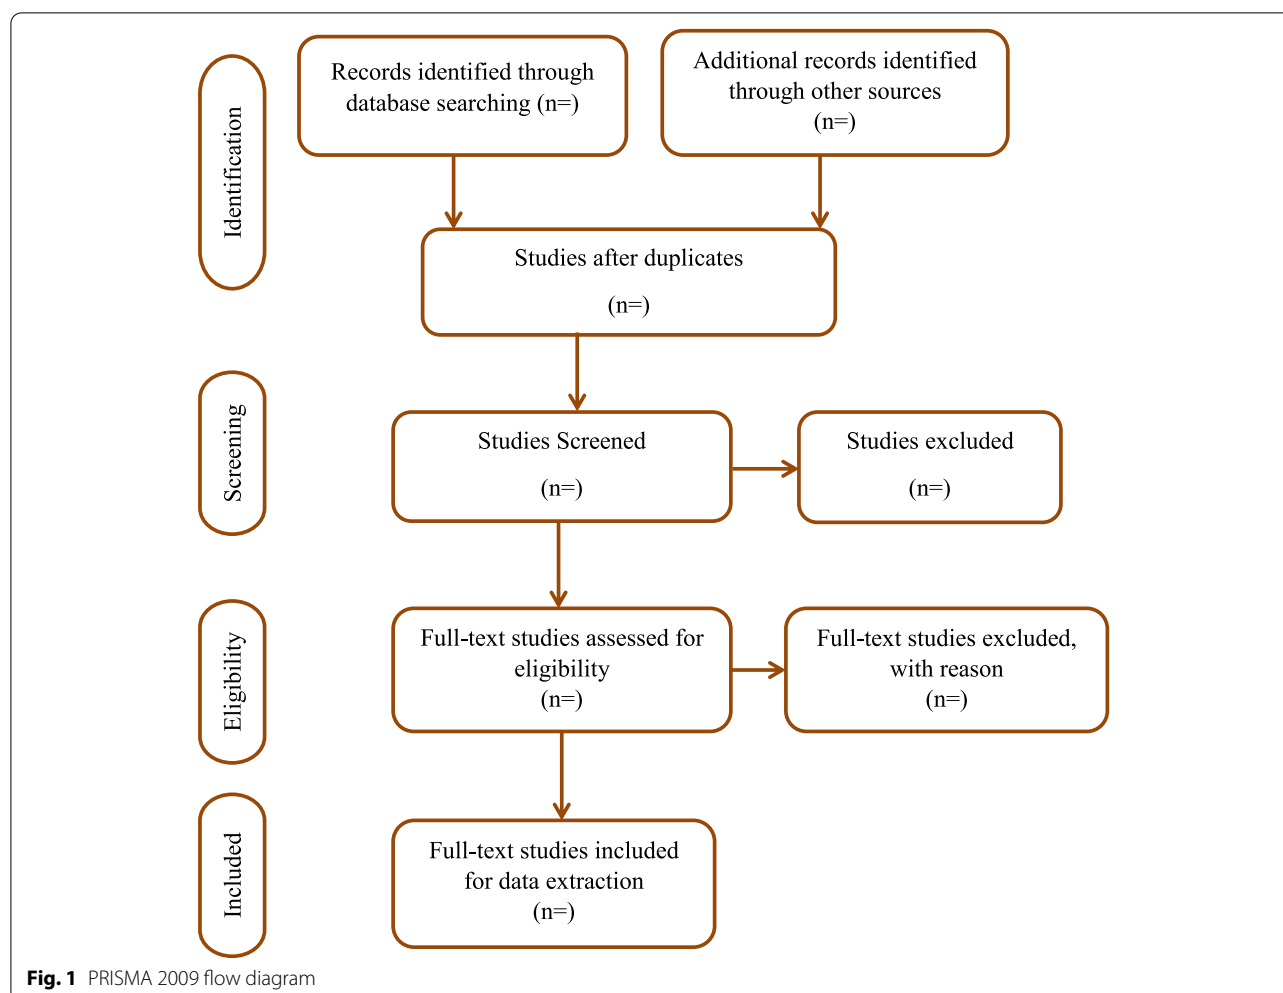 Identification
Records identified through
database searching (n=)
Additional records identified
through other sources
(n=)
Studies after duplicates
(n=)
Screening
Studies Screened
(n=)
Studies excluded
(n=)
Eligibility
Full-text studies assessed for
eligibility
(n=)
Full-text studies excluded,
with reason
(n=)
Included
Full-text studies included
for data extraction
(n=)
Fig. 1 PRISMA 2009 flow diagram